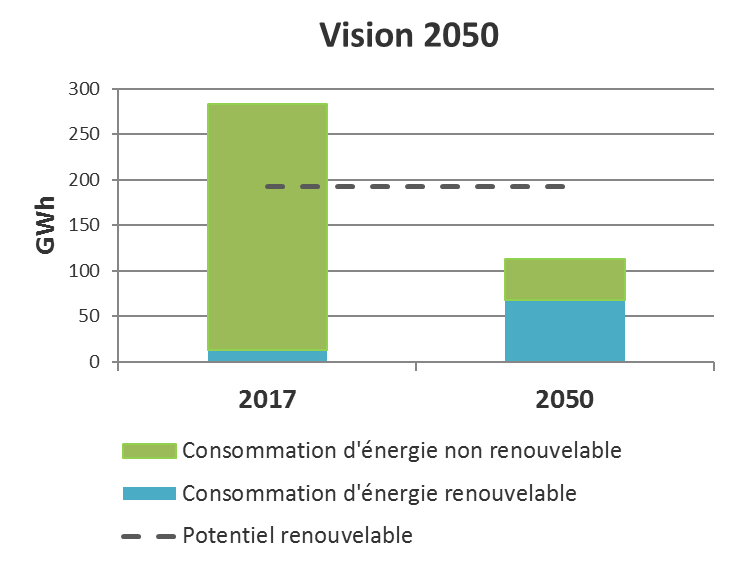 Vision 2050
300
250
200
150
100
50
0
GWh
2017 2050
Consommation d'énergie non renouvelable
Consommation d'énergie renouvelable
Potentiel renouvelable